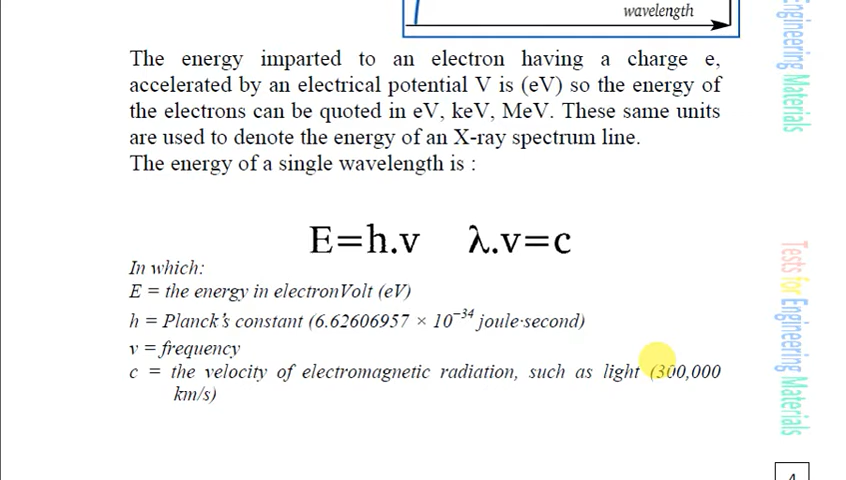 wavelength
The energy imparted to an electron having a charge e,
accelerated by an electrical potential V is (eV) so the energy of
the electrons can be quoted in eV, keV, MeV. These same units
are used to denote the energy of an X-ray spectrum line.
The energy of a single wavelength is :
E=h.v λ.v=c
In which:
E = the energy in electronVolt (eV)
h = Planck's constant (6.62606957 × 10⁻³⁴ joule·second)
v = frequency
c = the velocity of electromagnetic radiation, such as light (300,000
km/s)
Engineering Materials
Tests for Engineering Materials